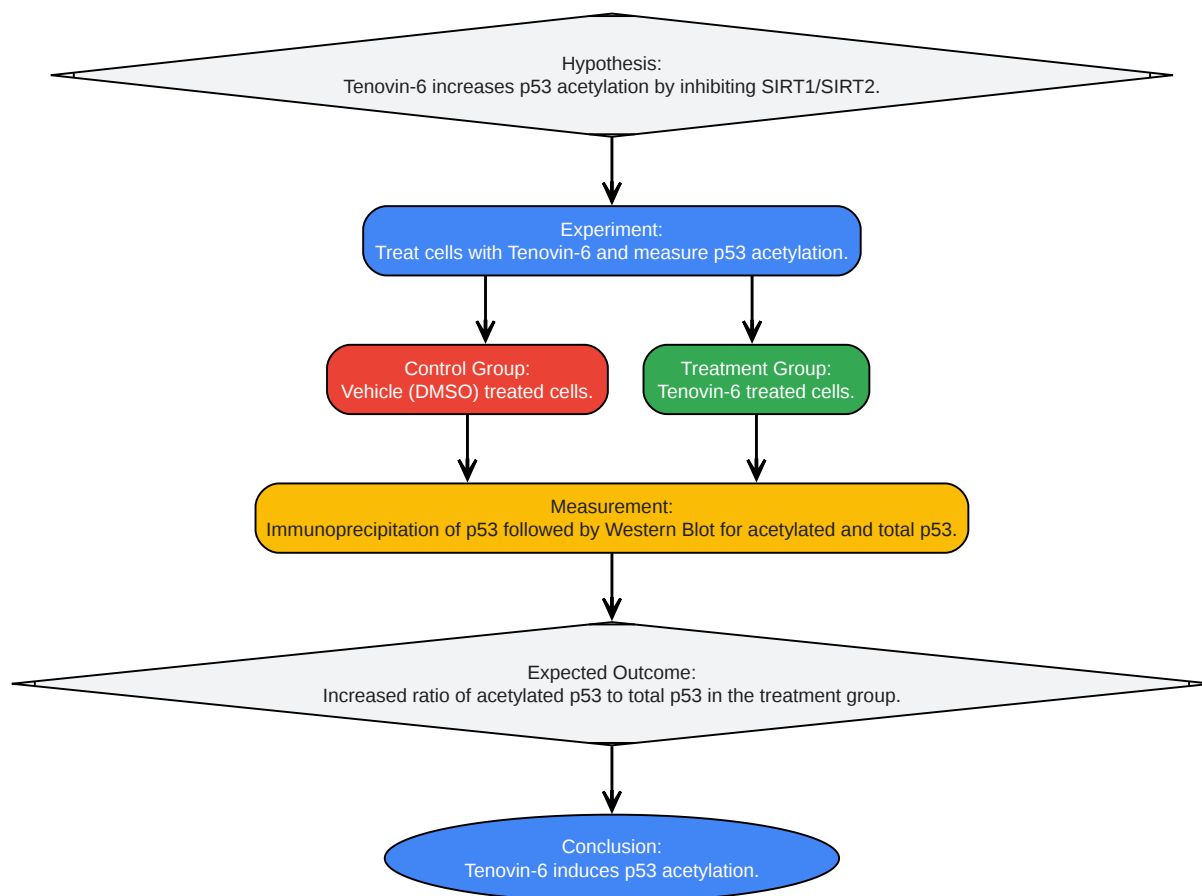 Hypothesis:
Tenovin-6 increases p53 acetylation by inhibiting SIRT1/SIRT2.
Experiment:
Treat cells with Tenovin-6 and measure p53 acetylation.
Control Group:
Vehicle (DMSO) treated cells.
Treatment Group:
Tenovin-6 treated cells.
Measurement:
Immunoprecipitation of p53 followed by Western Blot for acetylated and total p53.
Expected Outcome:
Increased ratio of acetylated p53 to total p53 in the treatment group.
Conclusion:
Tenovin-6 induces p53 acetylation.